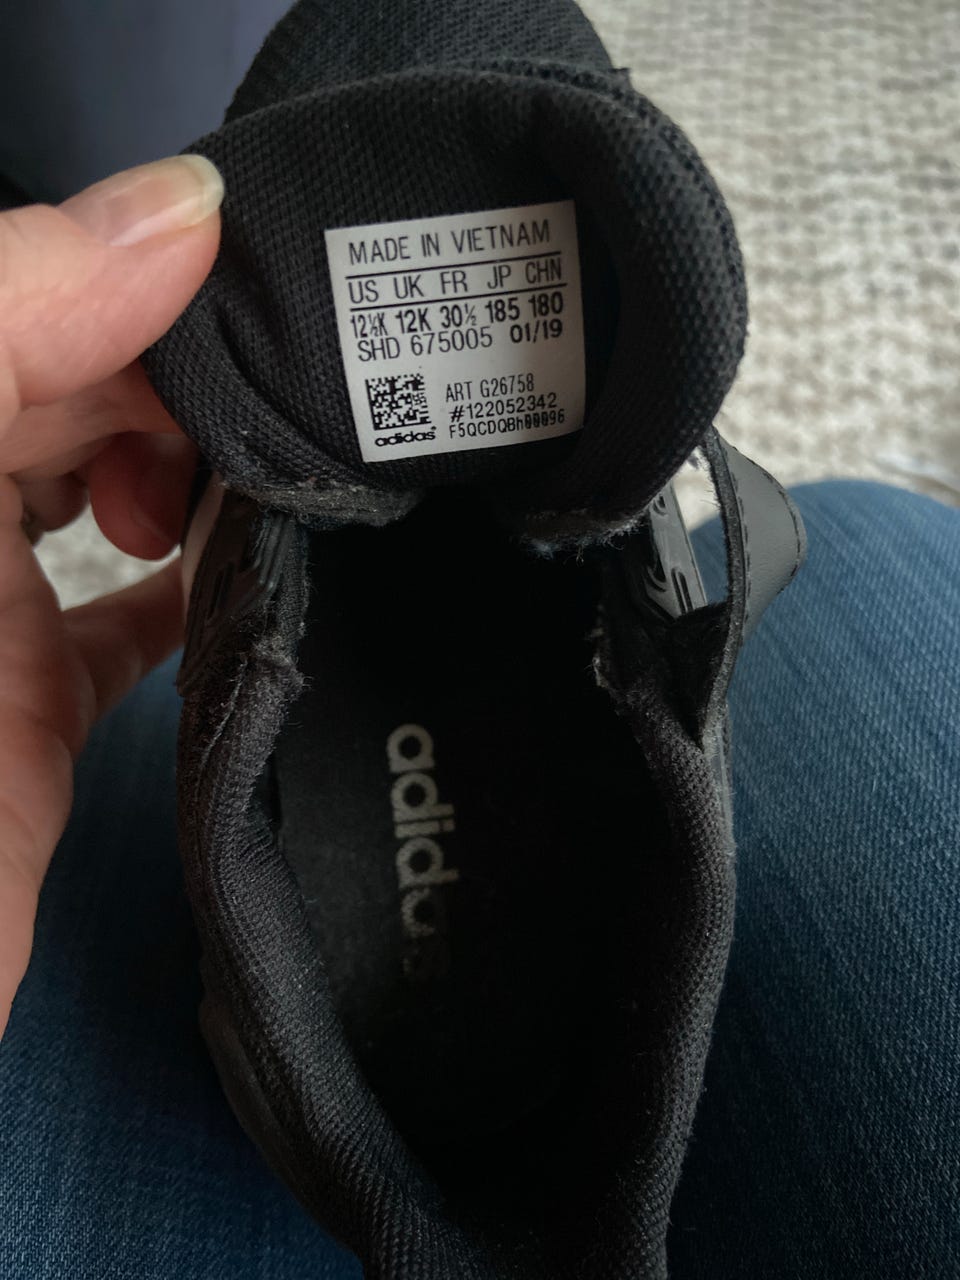 MADE IN VIETNAM
US UK FR JP CHN
12½K 12K 30½ 185 180
SHD 675005 01/19
ART G26758
#122052342
F5QCDQBh00096
adidas
adidas